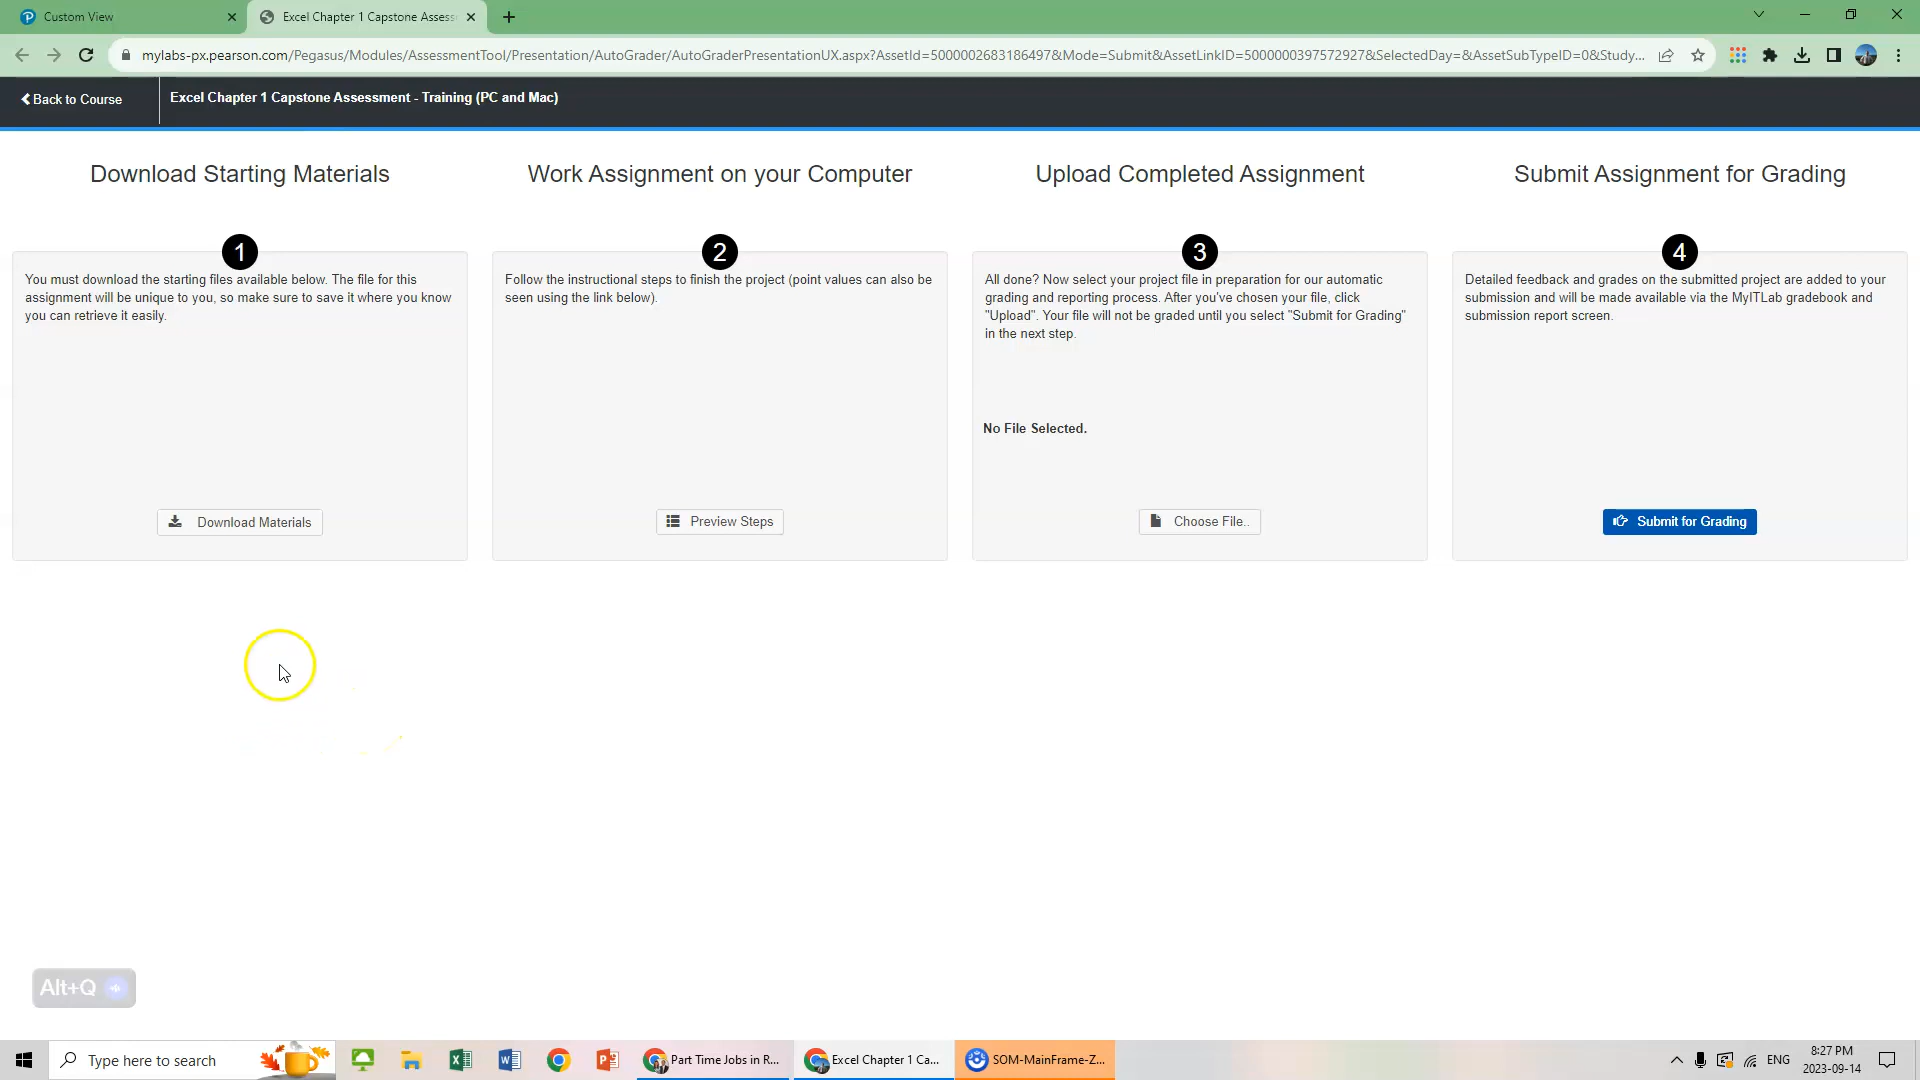 Custom View
Excel Chapter 1 Capstone Assess
mylabs-px.pearson.com/Pegasus/Modules/AssessmentTool/Presentation/AutoGrader/AutoGraderPresentationUX.aspx?AssetId=5000002683186497&Mode=Submit&AssetLinkID=5000000397572927&SelectedDay=&AssetSubTypeID=0&Study...
Back to Course
Excel Chapter 1 Capstone Assessment - Training (PC and Mac)
Download Starting Materials
1
You must download the starting files available below. The file for this
assignment will be unique to you, so make sure to save it where you know
you can retrieve it easily.
Download Materials
Work Assignment on your Computer
2
Follow the instructional steps to finish the project (point values can also be
seen using the link below).
Preview Steps
Upload Completed Assignment
3
All done? Now select your project file in preparation for our automatic
grading and reporting process. After you've chosen your file, click
"Upload". Your file will not be graded until you select "Submit for Grading"
in the next step.
No File Selected.
Choose File..
Submit Assignment for Grading
4
Detailed feedback and grades on the submitted project are added to your
submission and will be made available via the MyITLab gradebook and
submission report screen.
Submit for Grading
Alt+Q
Type here to search
Part Time Jobs in R...
Excel Chapter 1 Ca...
SOM-MainFrame-Z...
ENG
8:27 PM
2023-09-14